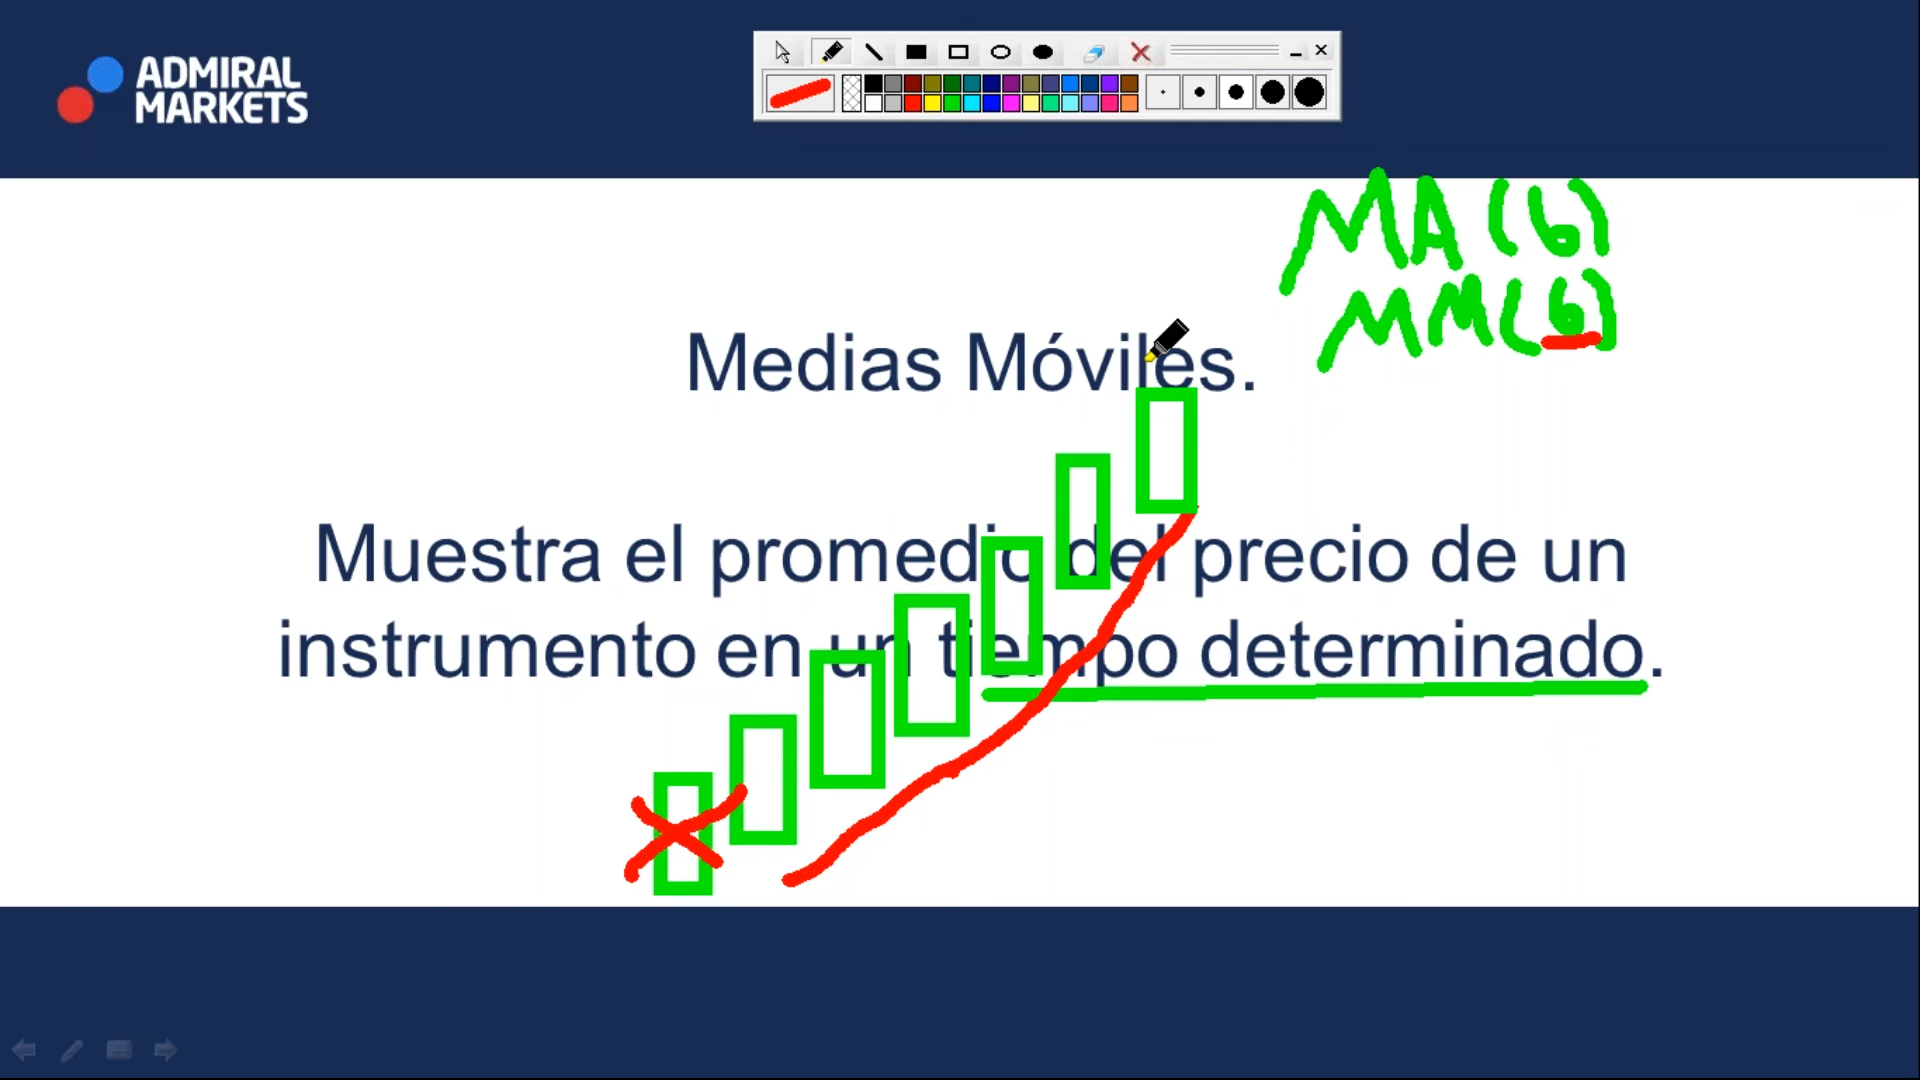 ADMIRAL
MARKETS
MA (6)
MM (6)
Medias Móviles.
Muestra el promedio del precio de un
instrumento en un tiempo determinado.